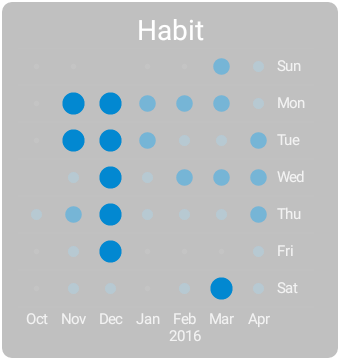 Habit
Sun
Mon
Tue
Wed
Thu
Fri
Sat
Oct Nov Dec Jan Feb Mar Apr
2016